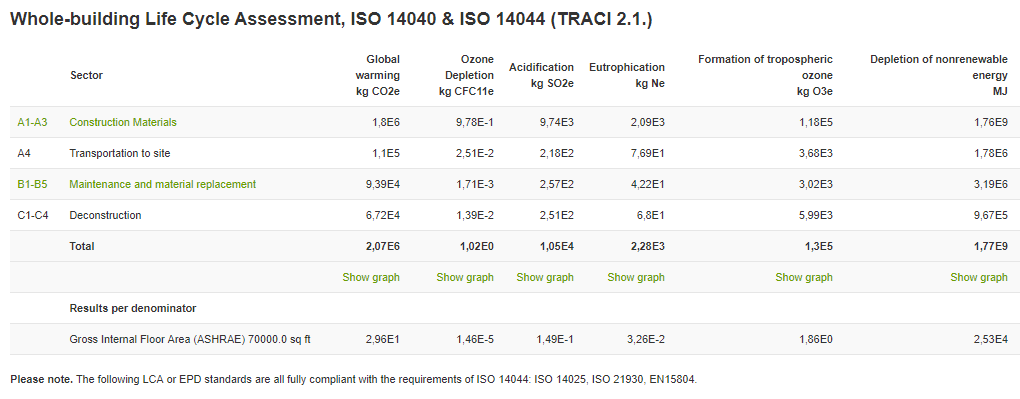 Whole-building Life Cycle Assessment, ISO 14040 & ISO 14044 (TRACI 2.1.)
Sector Global warming kg CO2e Ozone Depletion kg CFC11e Acidification kg SO2e Eutrophication kg Ne Formation of tropospheric ozone kg O3e Depletion of nonrenewable energy MJ
A1-A3 Construction Materials 1,8E6 9,78E-1 9,74E3 2,09E3 1,18E5 1,76E9
A4 Transportation to site 1,1E5 2,51E-2 2,18E2 7,69E1 3,68E3 1,78E6
B1-B5 Maintenance and material replacement 9,39E4 1,71E-3 2,57E2 4,22E1 3,02E3 3,19E6
C1-C4 Deconstruction 6,72E4 1,39E-2 2,51E2 6,8E1 5,99E3 9,67E5
Total 2,07E6 1,02E0 1,05E4 2,28E3 1,3E5 1,77E9
Show graph Show graph Show graph Show graph Show graph Show graph
Results per denominator
Gross Internal Floor Area (ASHRAE) 70000.0 sq ft 2,96E1 1,46E-5 1,49E-1 3,26E-2 1,86E0 2,53E4
Please note. The following LCA or EPD standards are all fully compliant with the requirements of ISO 14044: ISO 14025, ISO 21930, EN15804.